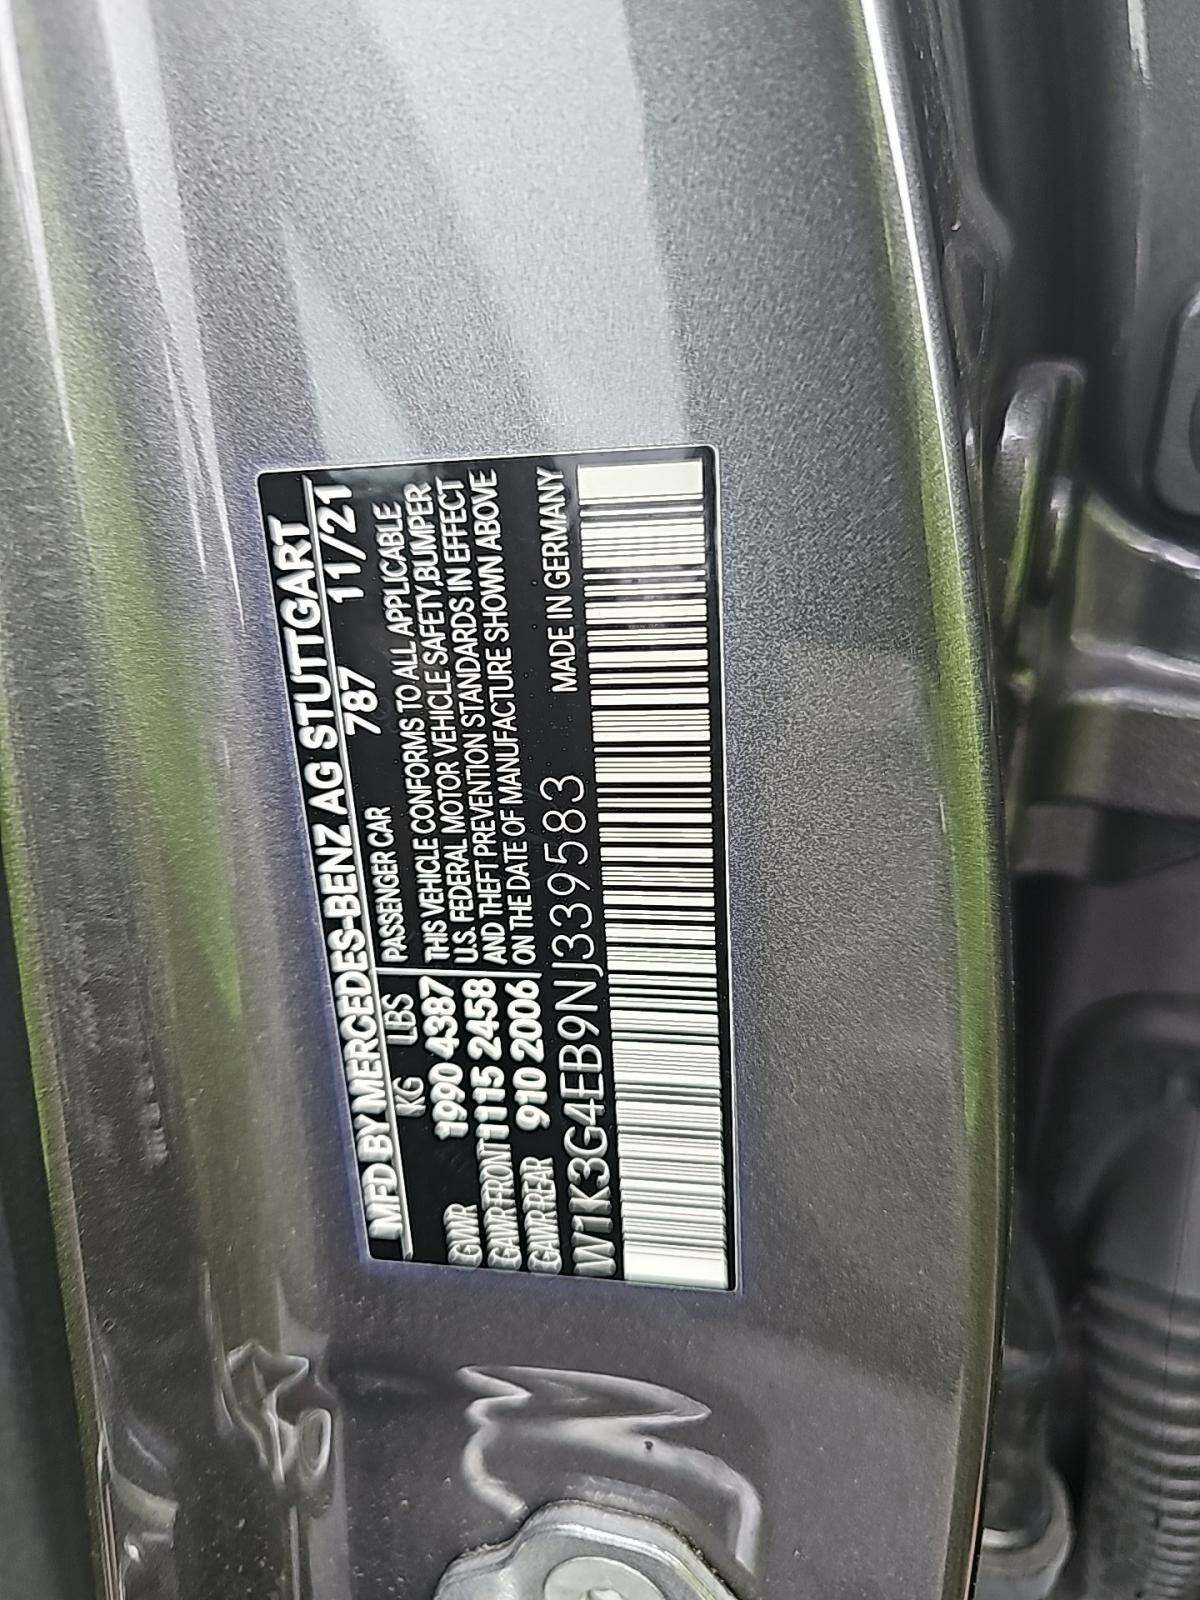 MFD BY MERCEDES-BENZ AG STUTTGART
KG LBS PASSENGER CAR 787 11/21
GVWR 1990 4387 THIS VEHICLE CONFORMS TO ALL APPLICABLE
GAWR FRONT 1115 2458 U.S. FEDERAL MOTOR VEHICLE SAFETY,BUMPER
GAWR REAR 910 2006 AND THEFT PREVENTION STANDARDS IN EFFECT
ON THE DATE OF MANUFACTURE SHOWN ABOVE
W1K3G4EB9NJ339583 MADE IN GERMANY